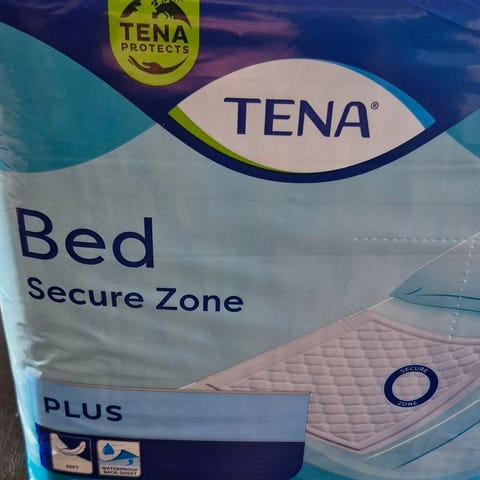 TENA
PROTECTS
TENA®
Bed
Secure Zone
SECURE
ZONE
PLUS
SOFT
WATERPROOF
BACK-SHEET